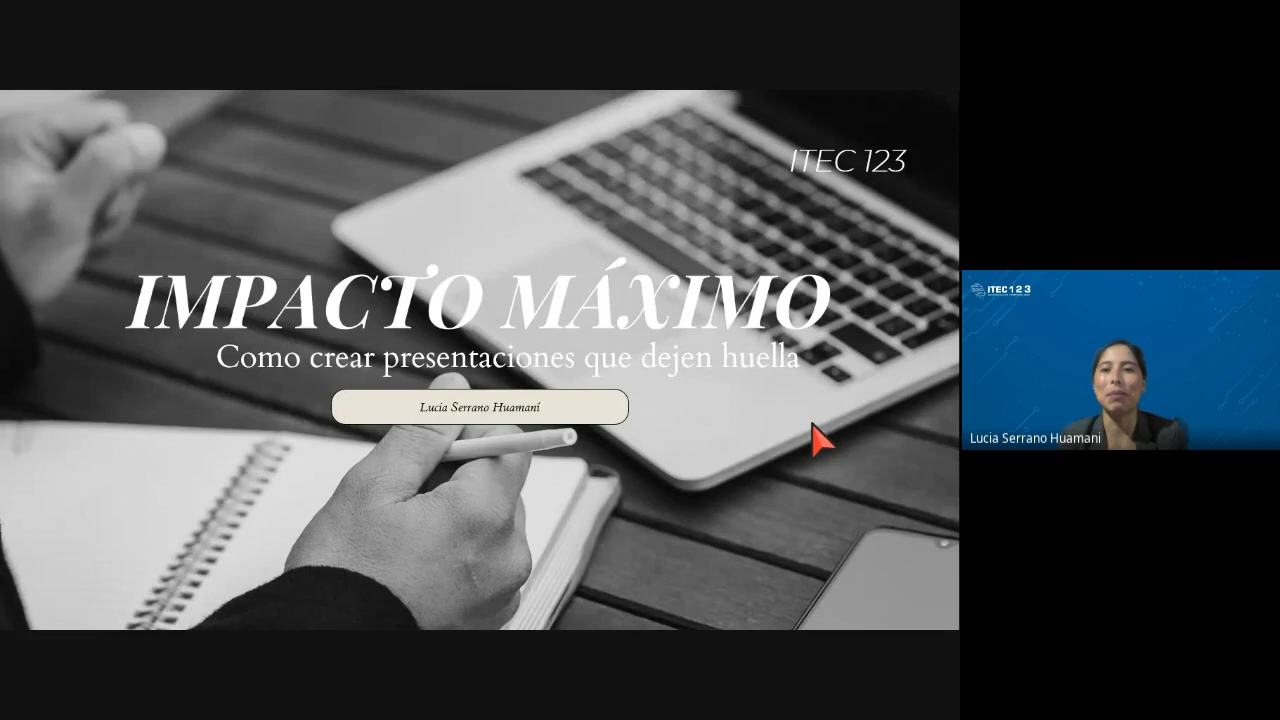 ITEC 123
IMPACTO MÁXIMO
Como crear presentaciones que dejen huella
Lucia Serrano Huamaní
ITEC 1 2 3
Lucia Serrano Huamani